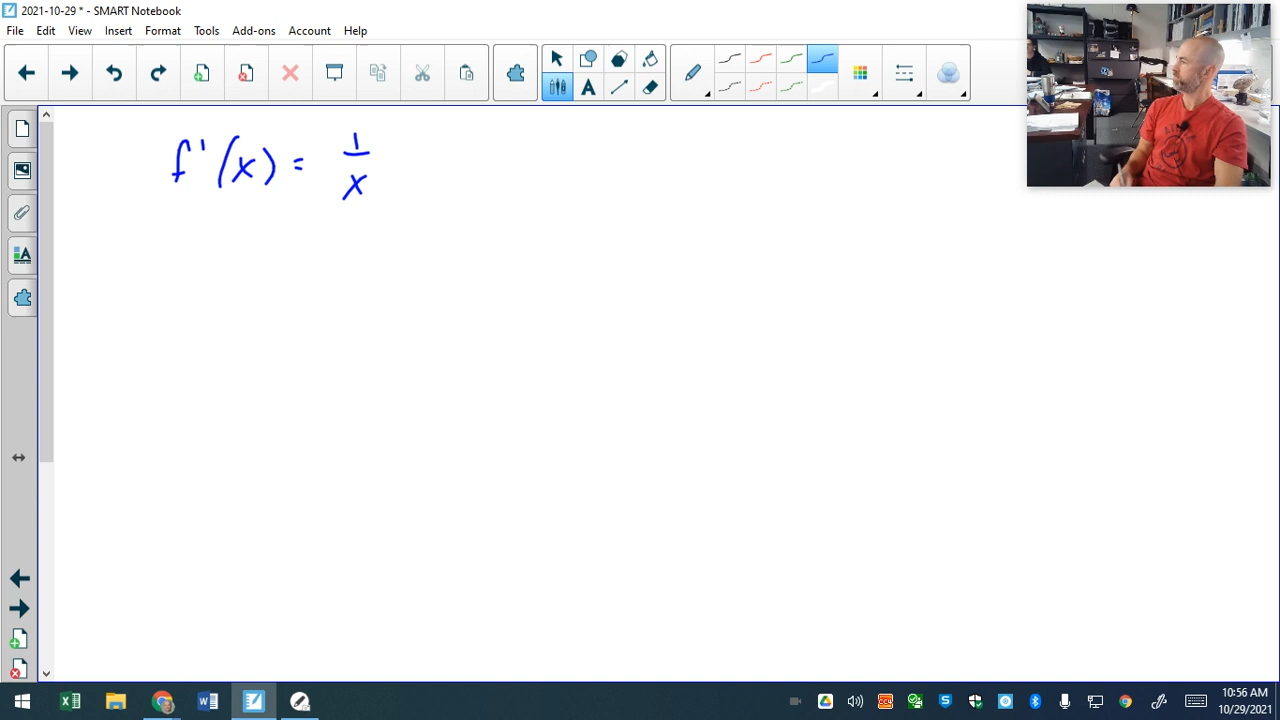 2021-10-29 * - SMART Notebook
File Edit View Insert Format Tools Add-ons Account Help
f'(x) = 1/x
10:56 AM
10/29/2021